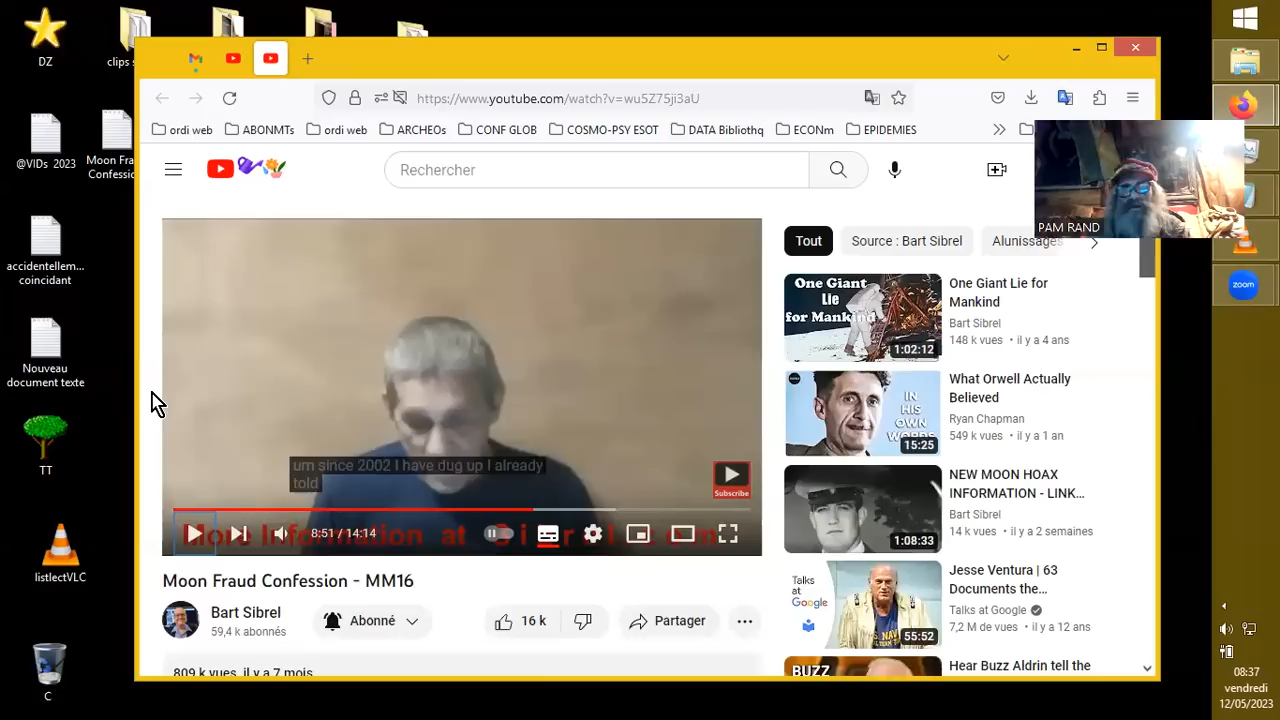 DZ
clips s
@VIDs 2023
Moon Fra
Confessio
accidentellem...
coincidant
Nouveau
document texte
TT
listlectVLC
C
https://www.youtube.com/watch?v=wu5Z75ji3aU
ordi web
ABONMTs
ordi web
ARCHEOs
CONF GLOB
COSMO-PSY ESOT
DATA Bibliothq
ECONm
EPIDEMIES
Rechercher
PAM RAND
Tout
Source : Bart Sibrel
Alunissages
One Giant
Lie
for Mankind
1:02:12
One Giant Lie for
Mankind
Bart Sibrel
148 k vues • il y a 4 ans
IN
HIS
OWN
WORDS
15:25
What Orwell Actually
Believed
Ryan Chapman
549 k vues • il y a 1 an
1:08:33
NEW MOON HOAX
INFORMATION - LINK...
Bart Sibrel
14 k vues • il y a 2 semaines
Talks
at
Google
55:52
Jesse Ventura | 63
Documents the...
Talks at Google
7,2 M de vues • il y a 12 ans
BUZZ
Hear Buzz Aldrin tell the
um since 2002 I have dug up I already
told
Subscribe
More Information at
8:51 / 14:14
Moon Fraud Confession - MM16
Bart Sibrel
59,4 k abonnés
Abonné
16 k
Partager
809 k vues il y a 7 mois
zoom
08:37
vendredi
12/05/2023